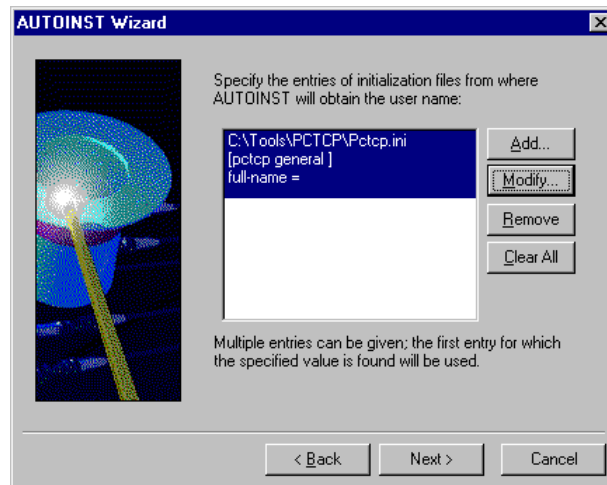 AUTOINST Wizard
Specify the entries of initialization files from where
AUTOINST will obtain the user name:
C:\Tools\PCTCP\Pctcp.ini
[pctcp general ]
full-name =
Add...
Modify...
Remove
Clear All
Multiple entries can be given; the first entry for which
the specified value is found will be used.
< Back
Next >
Cancel